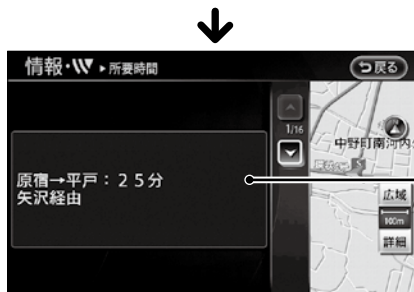 情報・VV ▸ 所要時間
戻る
1/16
原宿→平戸：２５分
矢沢経由
中野町南河内
広域
100m
詳細